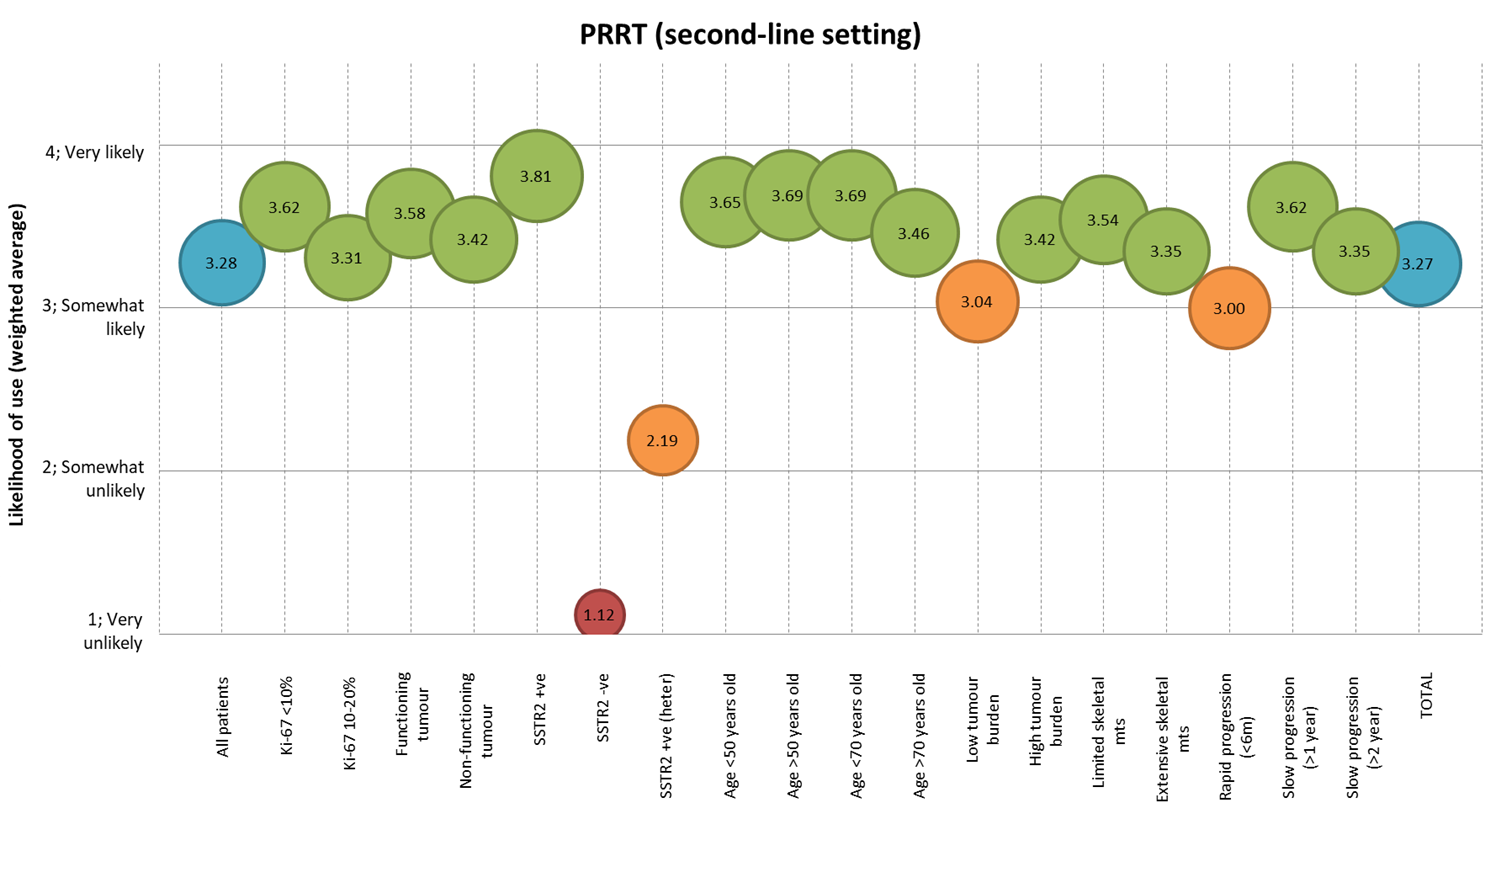 PRRT (second-line setting)
Likelihood of use (weighted average)
4; Very likely
3; Somewhat
likely
2; Somewhat
unlikely
1; Very
unlikely
3.28
3.62
3.31
3.58
3.42
3.81
1.12
2.19
3.65
3.69
3.69
3.46
3.04
3.42
3.54
3.35
3.00
3.62
3.35
3.27
All patients
Ki-67 <10%
Ki-67 10-20%
Functioning
tumour
Non-functioning
tumour
SSTR2 +ve
SSTR2 -ve
SSTR2 +ve (heter)
Age <50 years old
Age >50 years old
Age <70 years old
Age >70 years old
Low tumour
burden
High tumour
burden
Limited skeletal
mts
Extensive skeletal
mts
Rapid progression
(<6m)
Slow progression
(>1 year)
Slow progression
(>2 year)
TOTAL